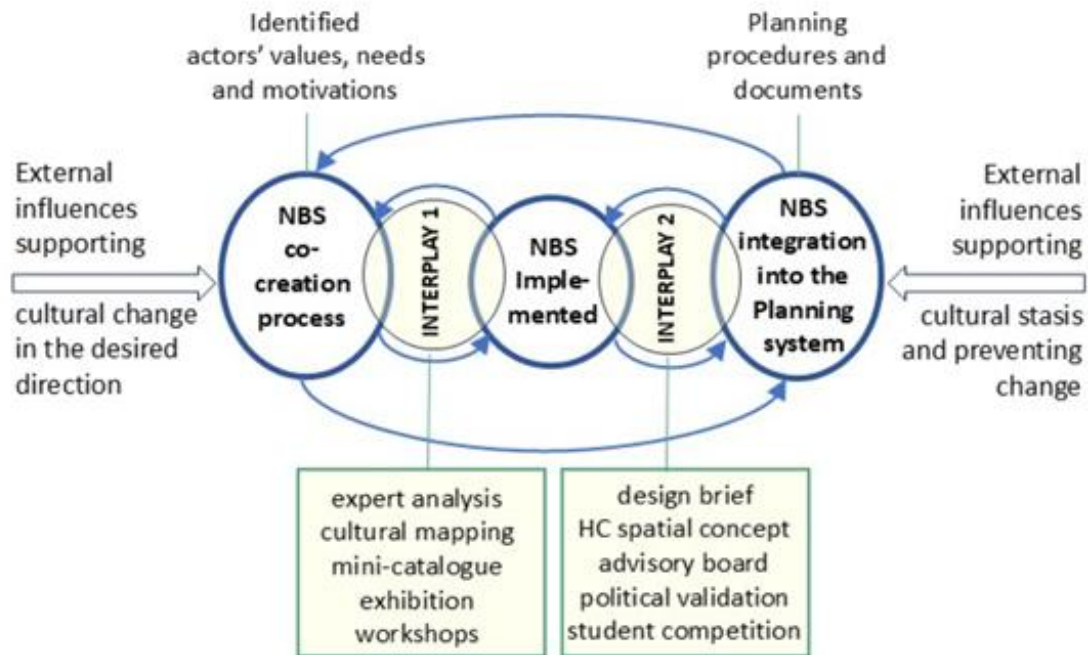 Identified
actors' values, needs
and motivations
Planning
procedures and
documents
External
influences
supporting
cultural change
in the desired
direction
NBS
co-
creation
process
INTERPLAY 1
NBS
Imple-
mented
INTERPLAY 2
NBS
integration
into the
Planning
system
External
influences
supporting
cultural stasis
and preventing
change
expert analysis
cultural mapping
mini-catalogue
exhibition
workshops
design brief
HC spatial concept
advisory board
political validation
student competition